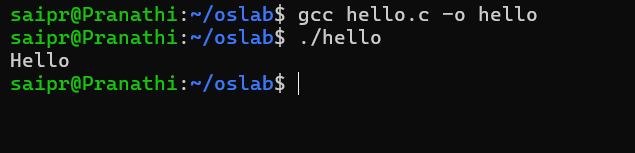 saipr@Pranathi:~/oslab$ gcc hello.c -o hello
saipr@Pranathi:~/oslab$ ./hello
Hello
saipr@Pranathi:~/oslab$